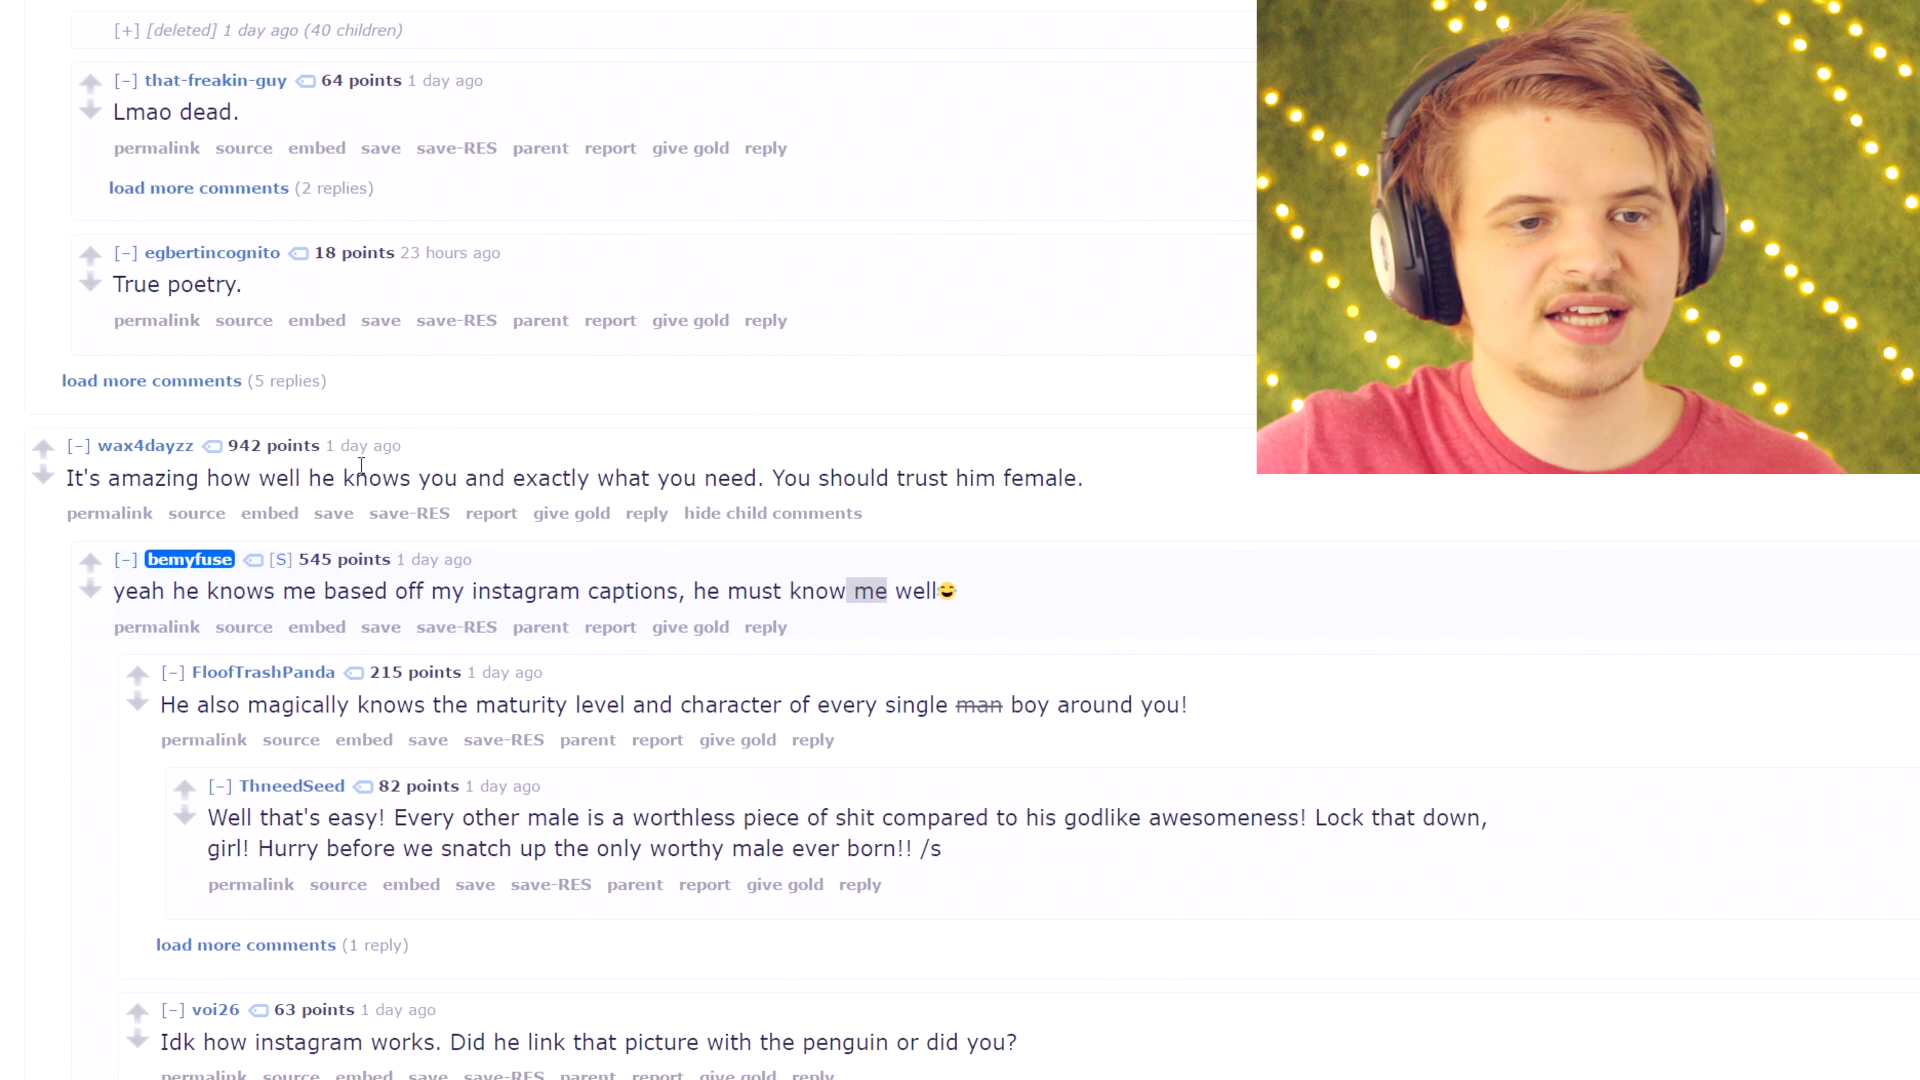 [+] [deleted] 1 day ago (40 children)
[–] that-freakin-guy 64 points 1 day ago
Lmao dead.
permalink source embed save save-RES parent report give gold reply
load more comments (2 replies)
[–] egbertincognito 18 points 23 hours ago
True poetry.
permalink source embed save save-RES parent report give gold reply
load more comments (5 replies)
[–] wax4dayzz 942 points 1 day ago
It's amazing how well he knows you and exactly what you need. You should trust him female.
permalink source embed save save-RES report give gold reply hide child comments
[–] bemyfuse [S] 545 points 1 day ago
yeah he knows me based off my instagram captions, he must know me well😂
permalink source embed save save-RES parent report give gold reply
[–] FloofTrashPanda 215 points 1 day ago
He also magically knows the maturity level and character of every single man boy around you!
permalink source embed save save-RES parent report give gold reply
[–] ThneedSeed 82 points 1 day ago
Well that's easy! Every other male is a worthless piece of shit compared to his godlike awesomeness! Lock that down,
girl! Hurry before we snatch up the only worthy male ever born!! /s
permalink source embed save save-RES parent report give gold reply
load more comments (1 reply)
[–] voi26 63 points 1 day ago
Idk how instagram works. Did he link that picture with the penguin or did you?
permalink source embed save save-RES parent report give gold reply